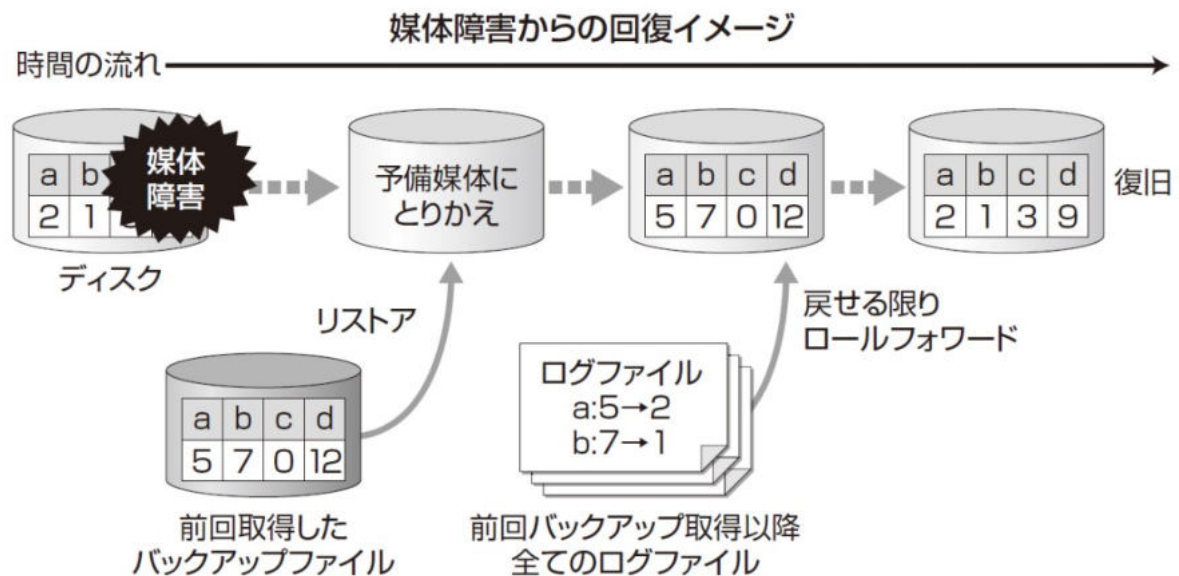 媒体障害からの回復イメージ
時間の流れ
a b
2 1
媒体
障害
ディスク
予備媒体に
とりかえ
a b c d
5 7 0 12
a b c d
2 1 3 9
復旧
リストア
戻せる限り
ロールフォワード
a b c d
5 7 0 12
前回取得した
バックアップファイル
ログファイル
a:5→2
b:7→1
前回バックアップ取得以降
全てのログファイル